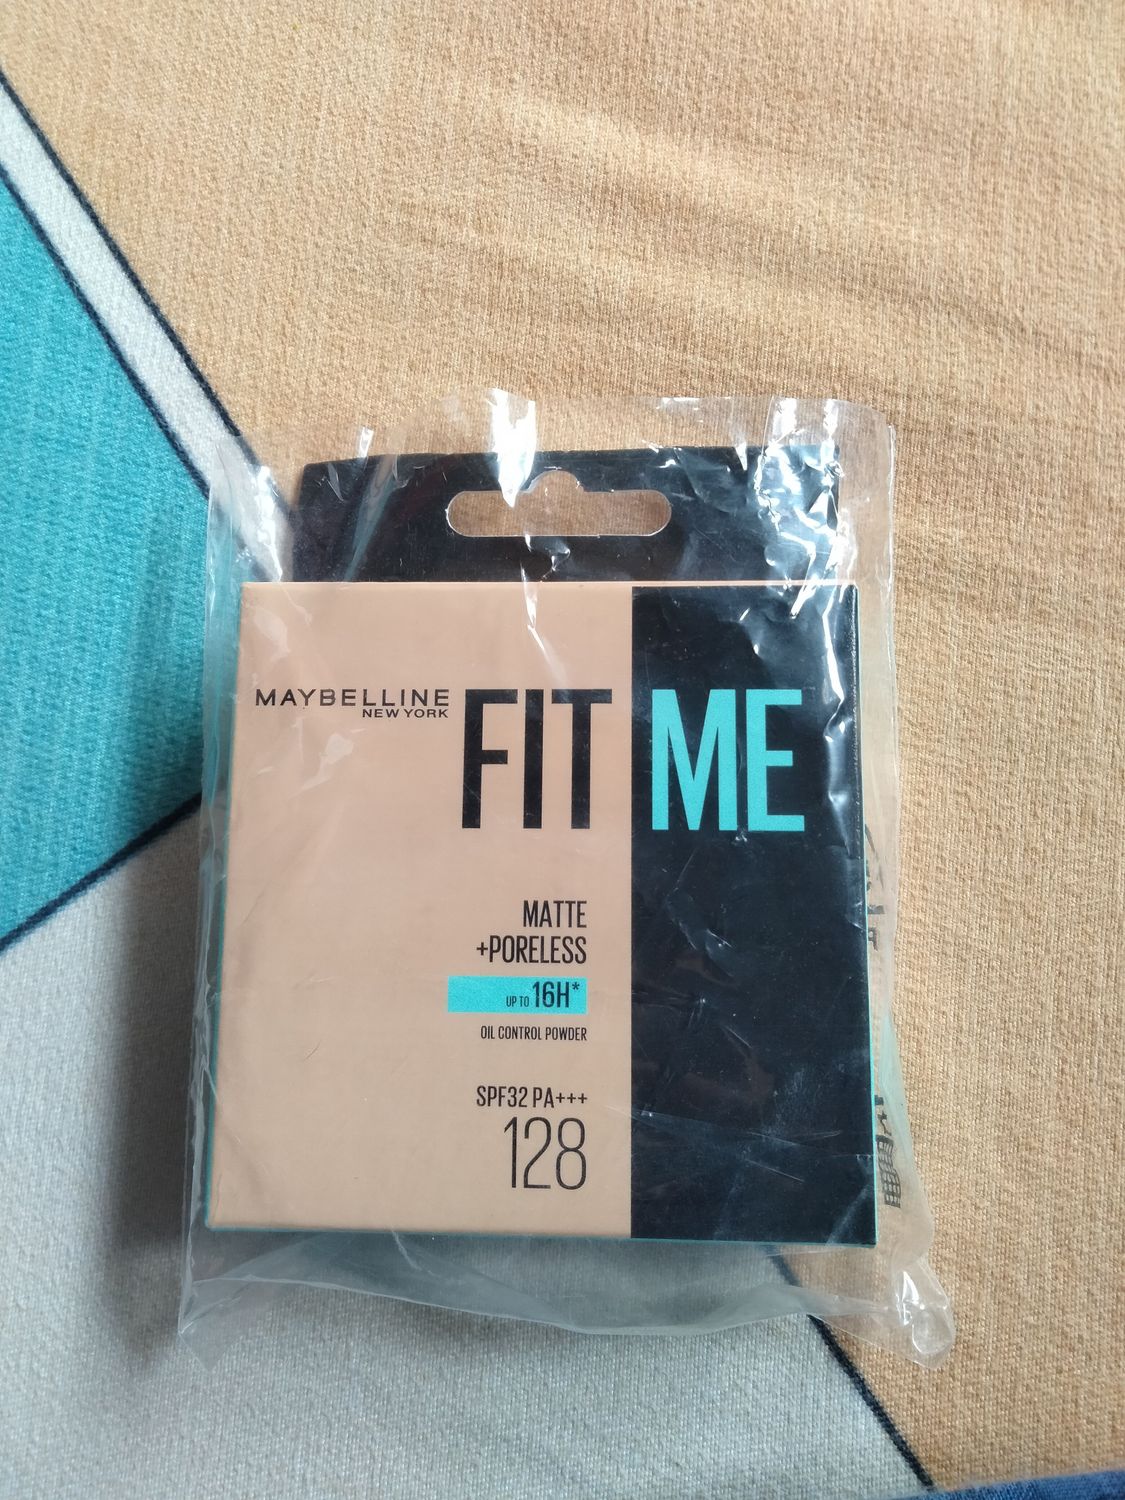 MAYBELLINE
NEW YORK
FIT ME
MATTE
+PORELESS
UP TO 16H*
OIL CONTROL POWDER
SPF32 PA+++
128